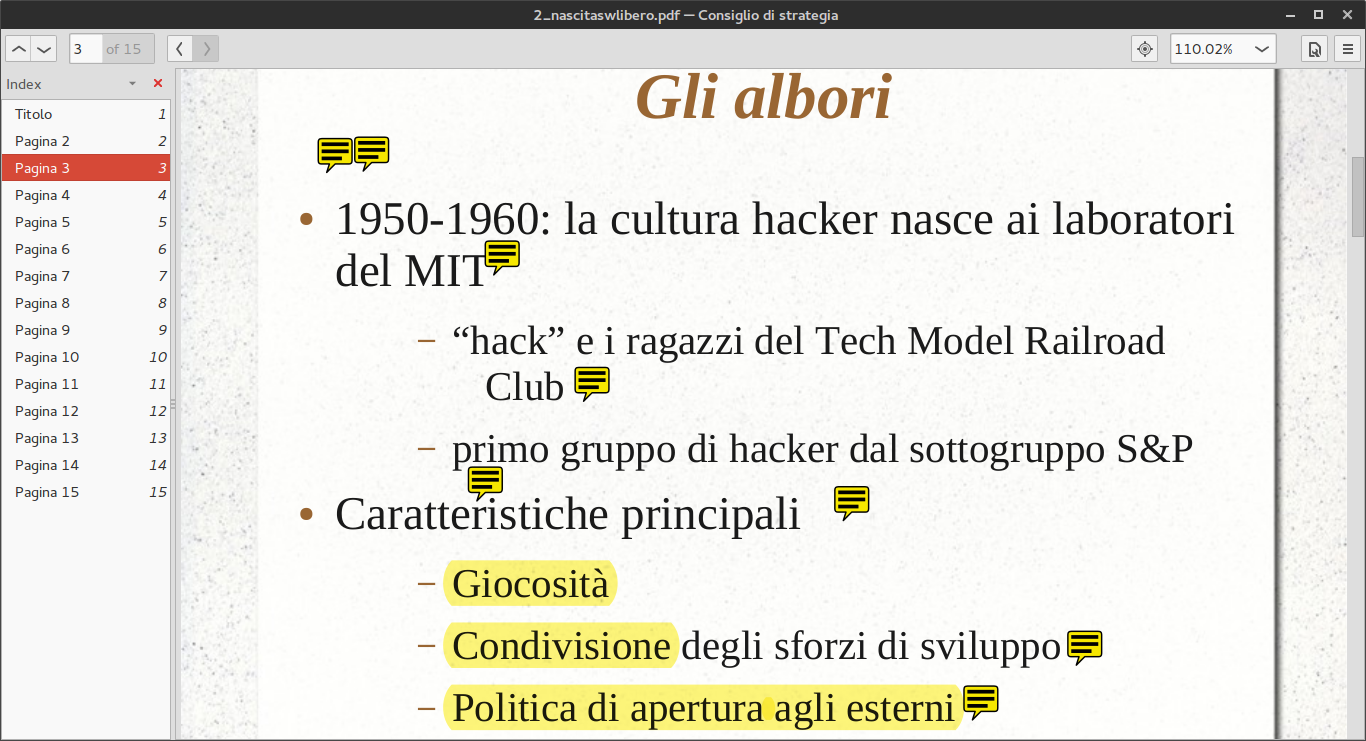 2_nascitaswlibero.pdf — Consiglio di strategia
3 of 15
110.02%
Index
Titolo 1
Pagina 2 2
Pagina 3 3
Pagina 4 4
Pagina 5 5
Pagina 6 6
Pagina 7 7
Pagina 8 8
Pagina 9 9
Pagina 10 10
Pagina 11 11
Pagina 12 12
Pagina 13 13
Pagina 14 14
Pagina 15 15
Gli albori
• 1950-1960: la cultura hacker nasce ai laboratori
del MIT
– “hack” e i ragazzi del Tech Model Railroad
Club
– primo gruppo di hacker dal sottogruppo S&P
• Caratteristiche principali
– Giocosità
– Condivisione degli sforzi di sviluppo
– Politica di apertura agli esterni